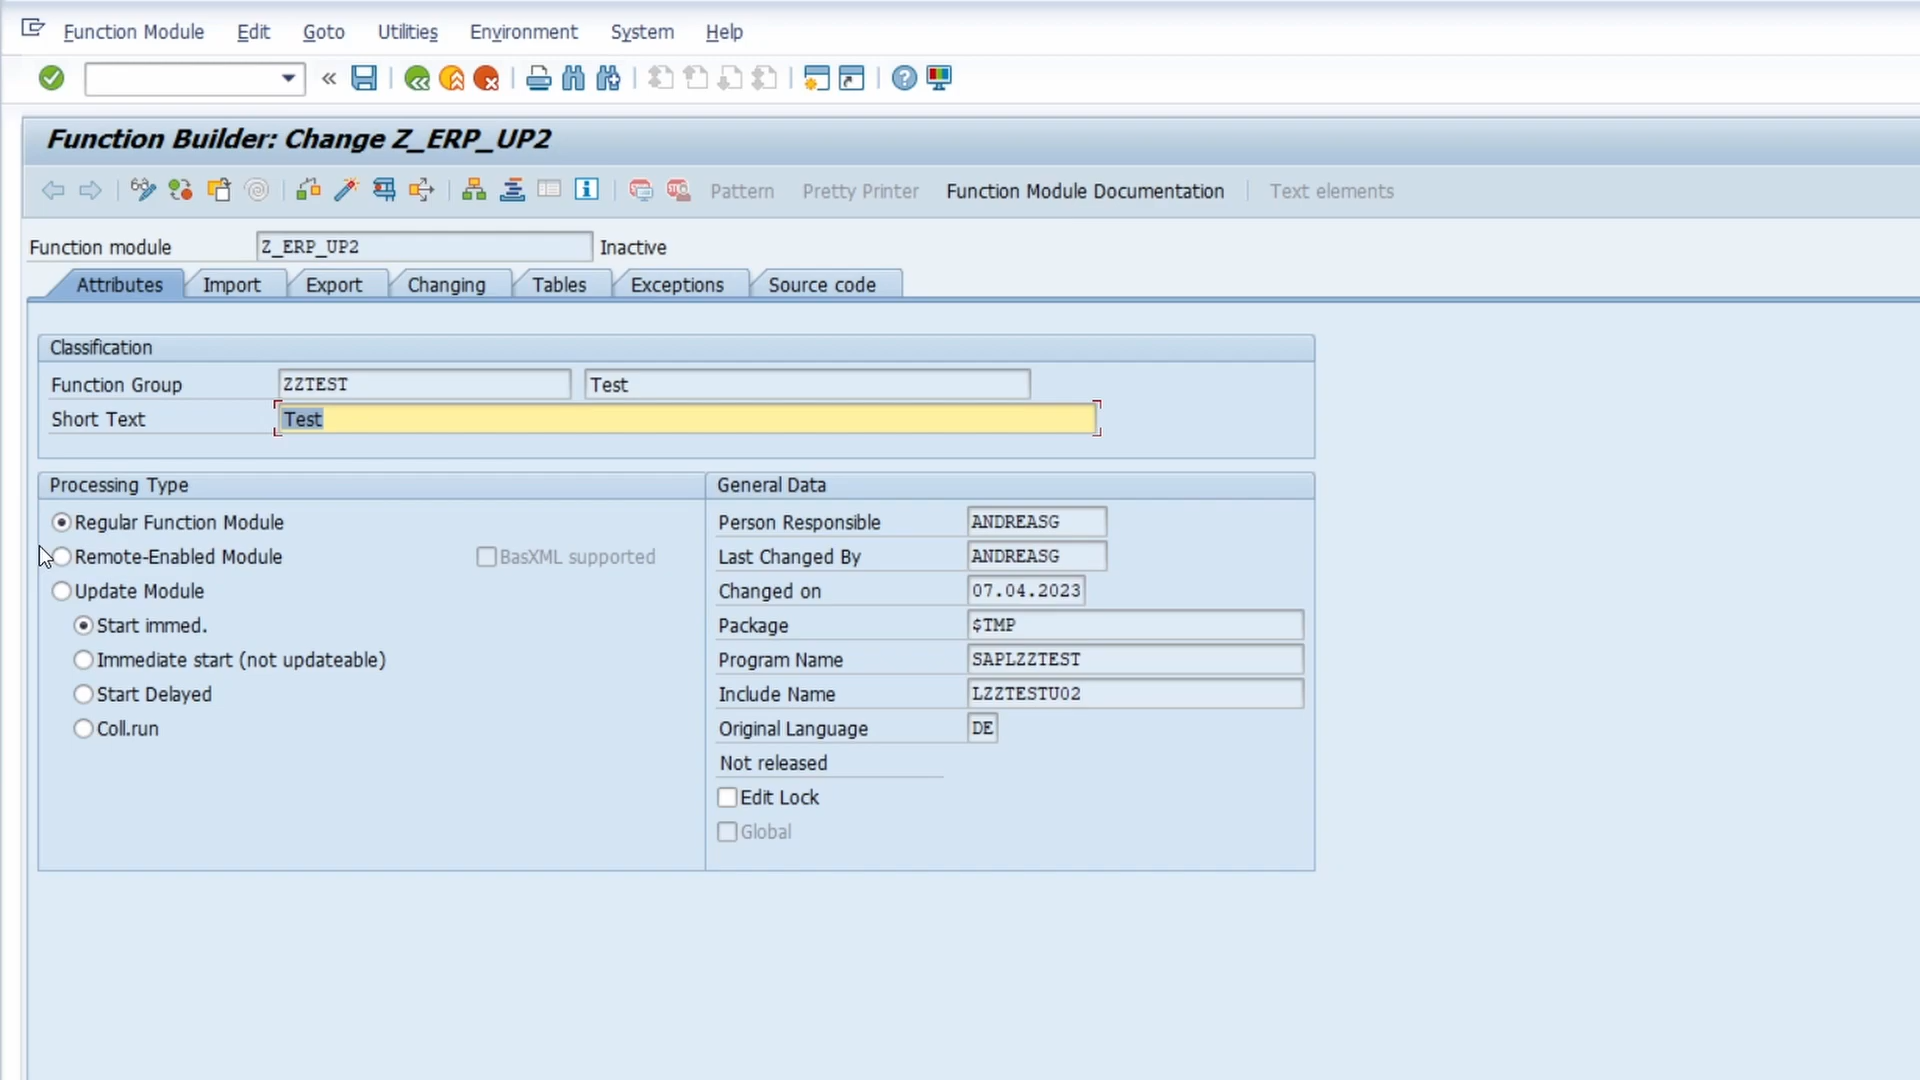 Function Module Edit Goto Utilities Environment System Help
Function Builder: Change Z_ERP_UP2
Pattern Pretty Printer Function Module Documentation Text elements
Function module Z_ERP_UP2 Inactive
Attributes Import Export Changing Tables Exceptions Source code
Classification
Function Group ZZTEST Test
Short Text Test
Processing Type
Regular Function Module
Remote-Enabled Module BasXML supported
Update Module
Start immed.
Immediate start (not updateable)
Start Delayed
Coll.run
General Data
Person Responsible ANDREASG
Last Changed By ANDREASG
Changed on 07.04.2023
Package $TMP
Program Name SAPLZZTEST
Include Name LZZTESTU02
Original Language DE
Not released
Edit Lock
Global